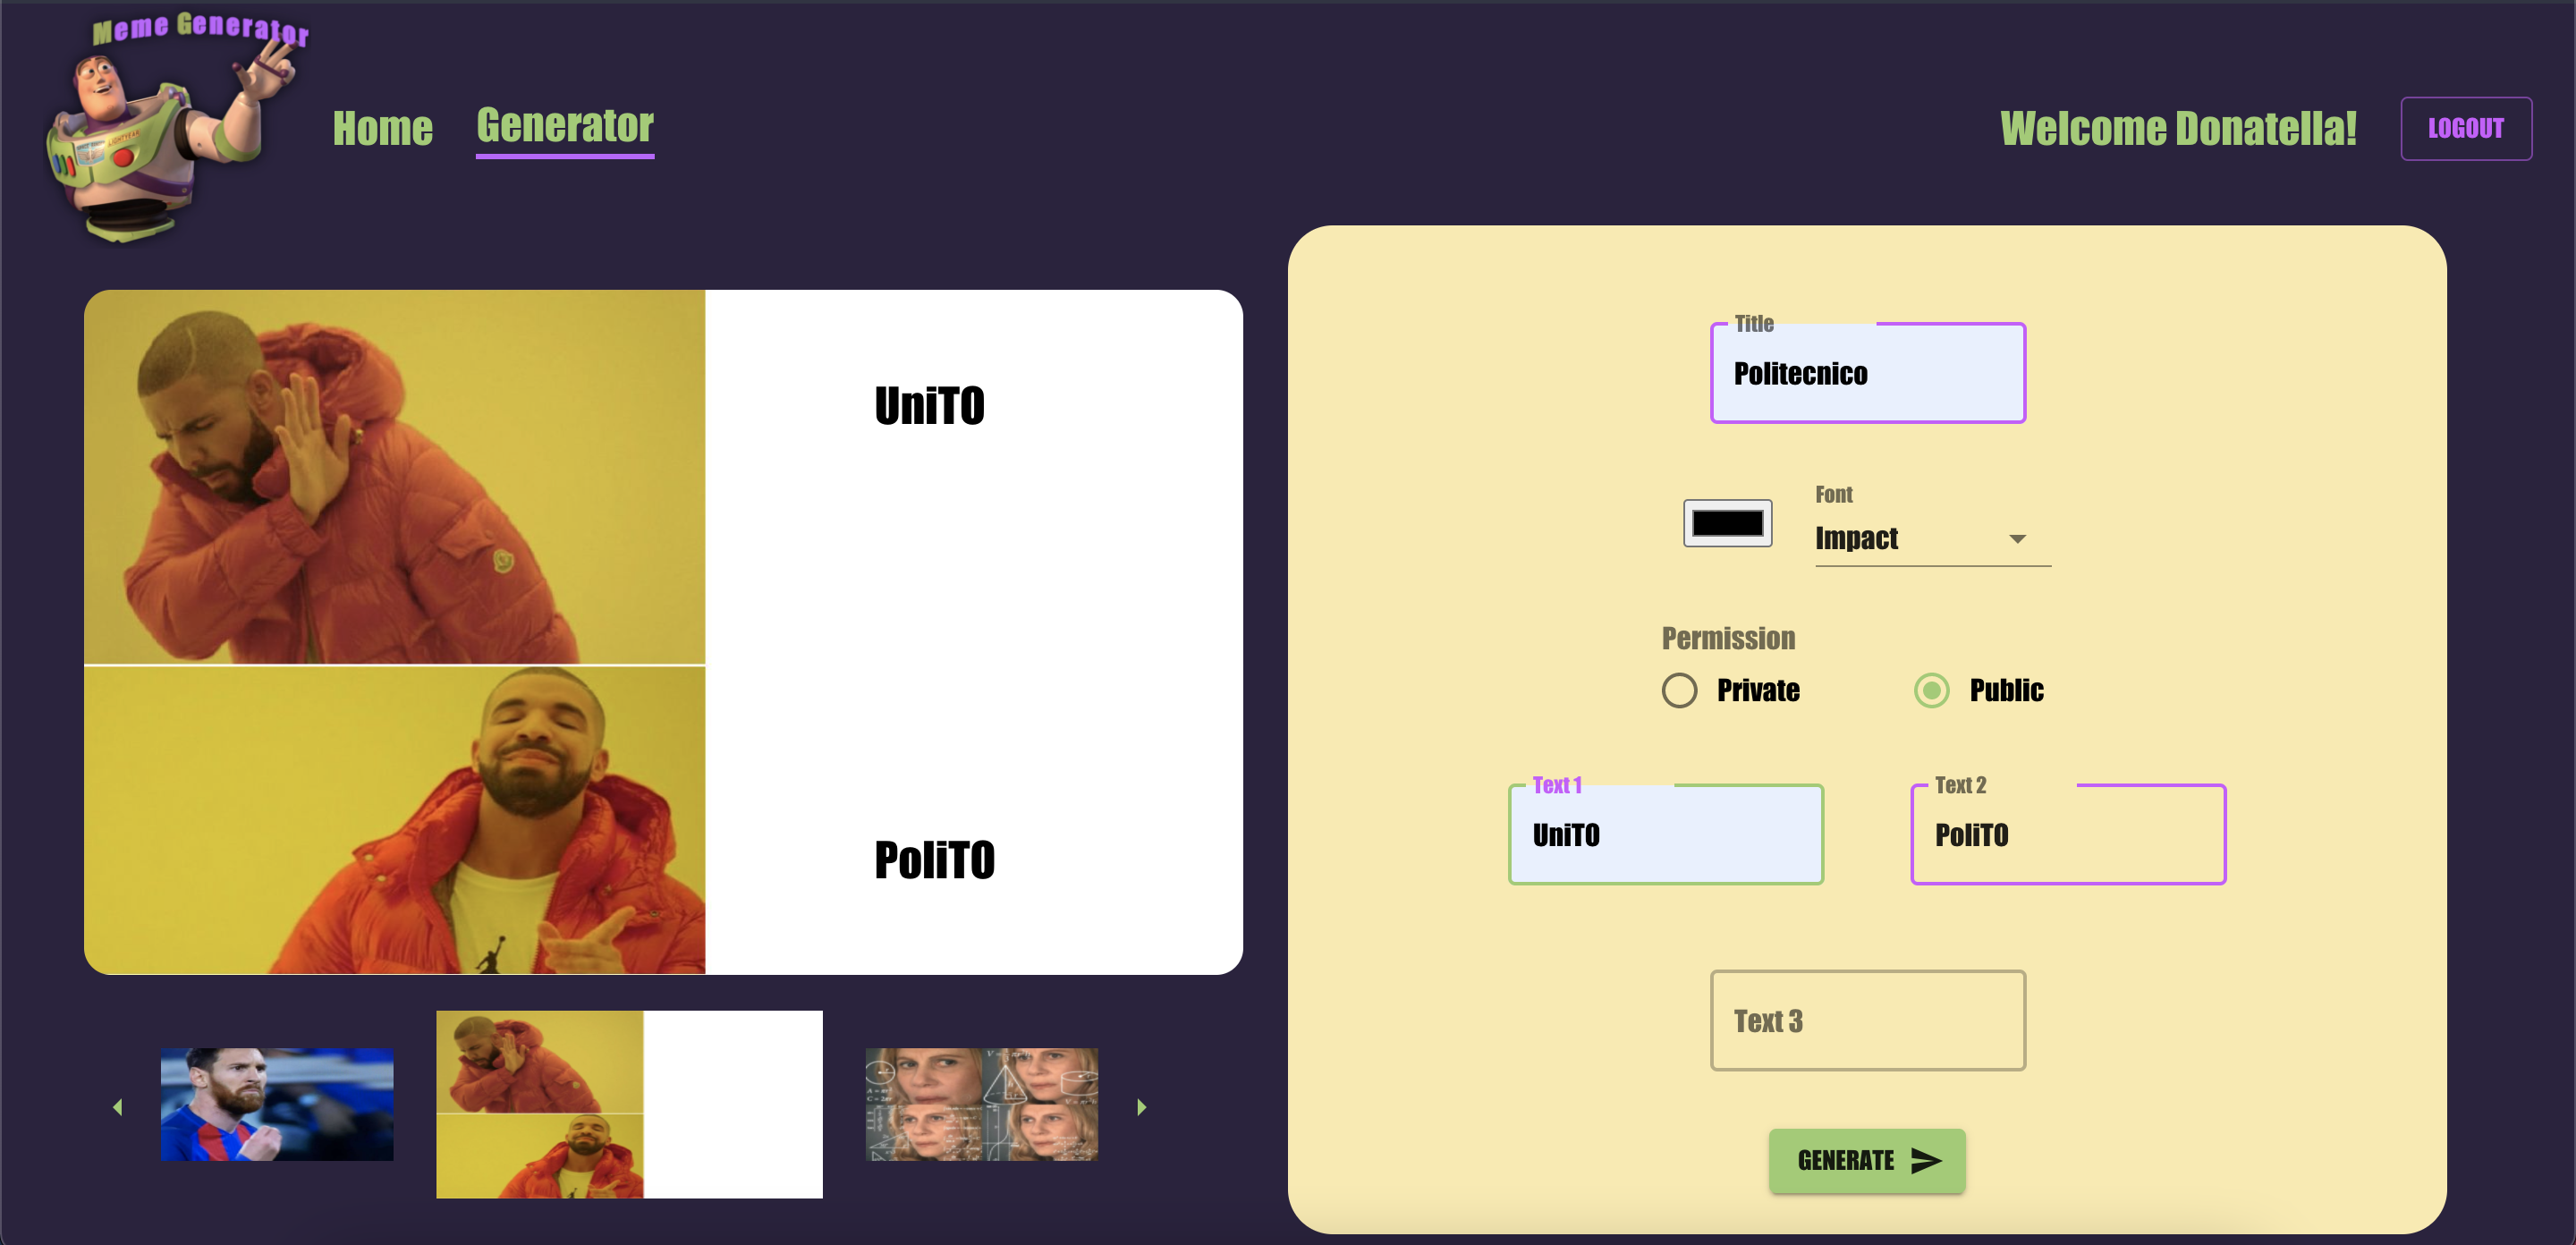 Meme Generator
LIGHTYEAR
Home
Generator
Welcome Donatella!
LOGOUT
UniTO
PoliTO
Title
Politecnico
Font
Impact
Permission
Private
Public
Text 1
UniTO
Text 2
PoliTO
Text 3
GENERATE